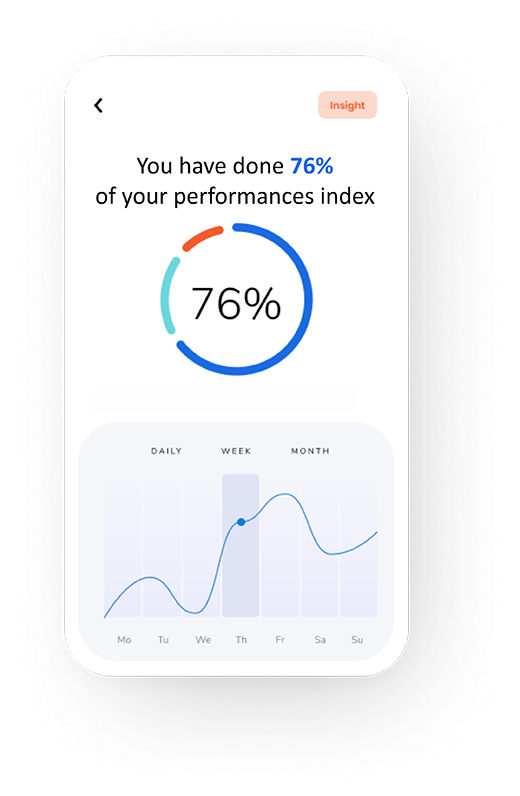 Insight
You have done 76%
of your performances index
76%
DAILY WEEK MONTH
Mo Tu We Th Fr Sa Su